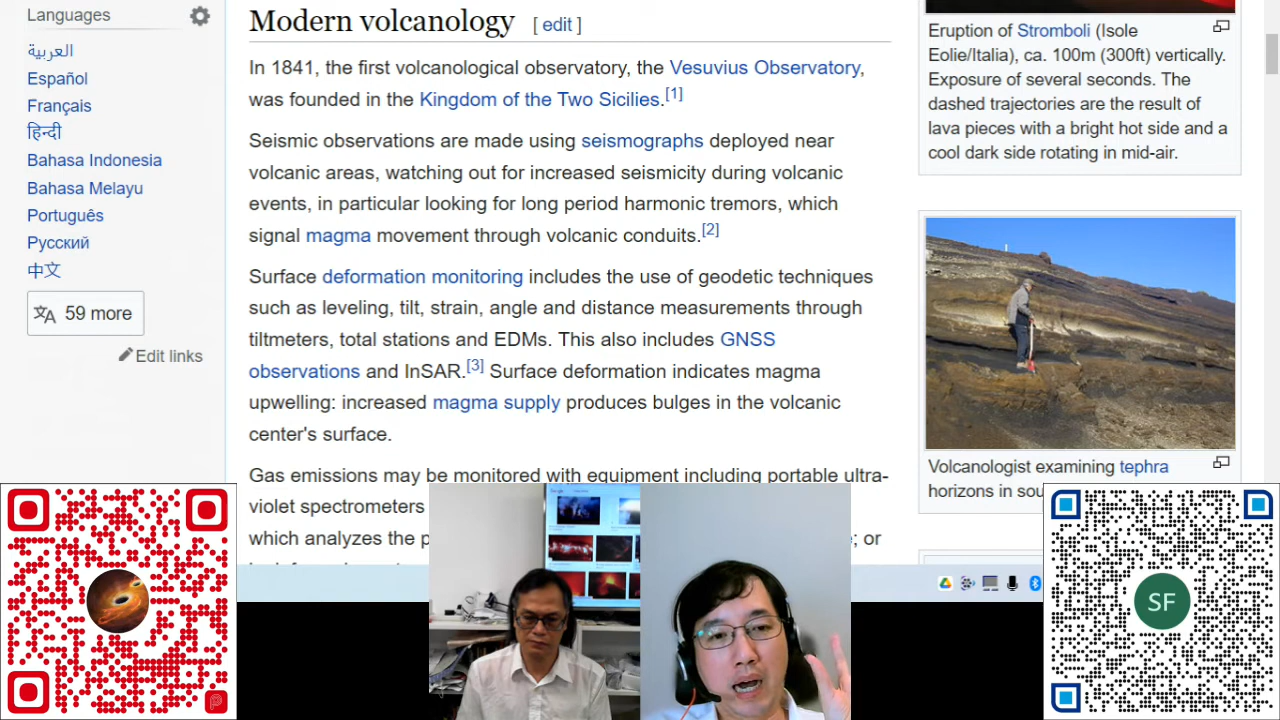 Languages
العربية
Español
Français
हिन्दी
Bahasa Indonesia
Bahasa Melayu
Português
Русский
中文
59 more
Edit links
Modern volcanology [ edit ]
In 1841, the first volcanological observatory, the Vesuvius Observatory,
was founded in the Kingdom of the Two Sicilies.[1]
Seismic observations are made using seismographs deployed near
volcanic areas, watching out for increased seismicity during volcanic
events, in particular looking for long period harmonic tremors, which
signal magma movement through volcanic conduits.[2]
Surface deformation monitoring includes the use of geodetic techniques
such as leveling, tilt, strain, angle and distance measurements through
tiltmeters, total stations and EDMs. This also includes GNSS
observations and InSAR.[3] Surface deformation indicates magma
upwelling: increased magma supply produces bulges in the volcanic
center's surface.
Gas emissions may be monitored with equipment including portable ultra-
violet spectrometers
which analyzes the
; or
Eruption of Stromboli (Isole
Eolie/Italia), ca. 100m (300ft) vertically.
Exposure of several seconds. The
dashed trajectories are the result of
lava pieces with a bright hot side and a
cool dark side rotating in mid-air.
Volcanologist examining tephra
horizons in
SF